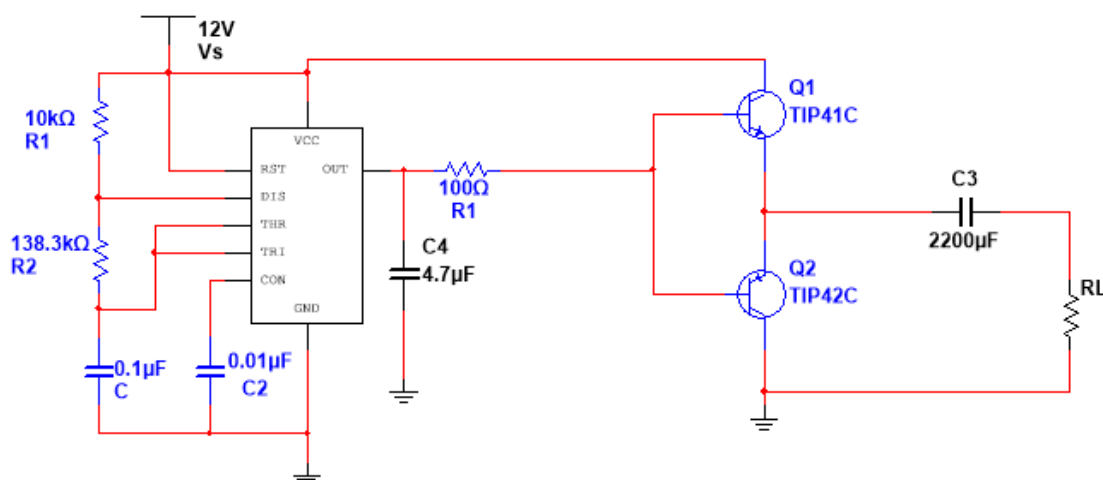 12V
Vs
10kΩ
R1
138.3kΩ
R2
0.1µF
C
0.01µF
C2
VCC
RST
OUT
DIS
THR
TRI
CON
GND
100Ω
R1
C4
4.7µF
Q1
TIP41C
Q2
TIP42C
C3
2200µF
RL